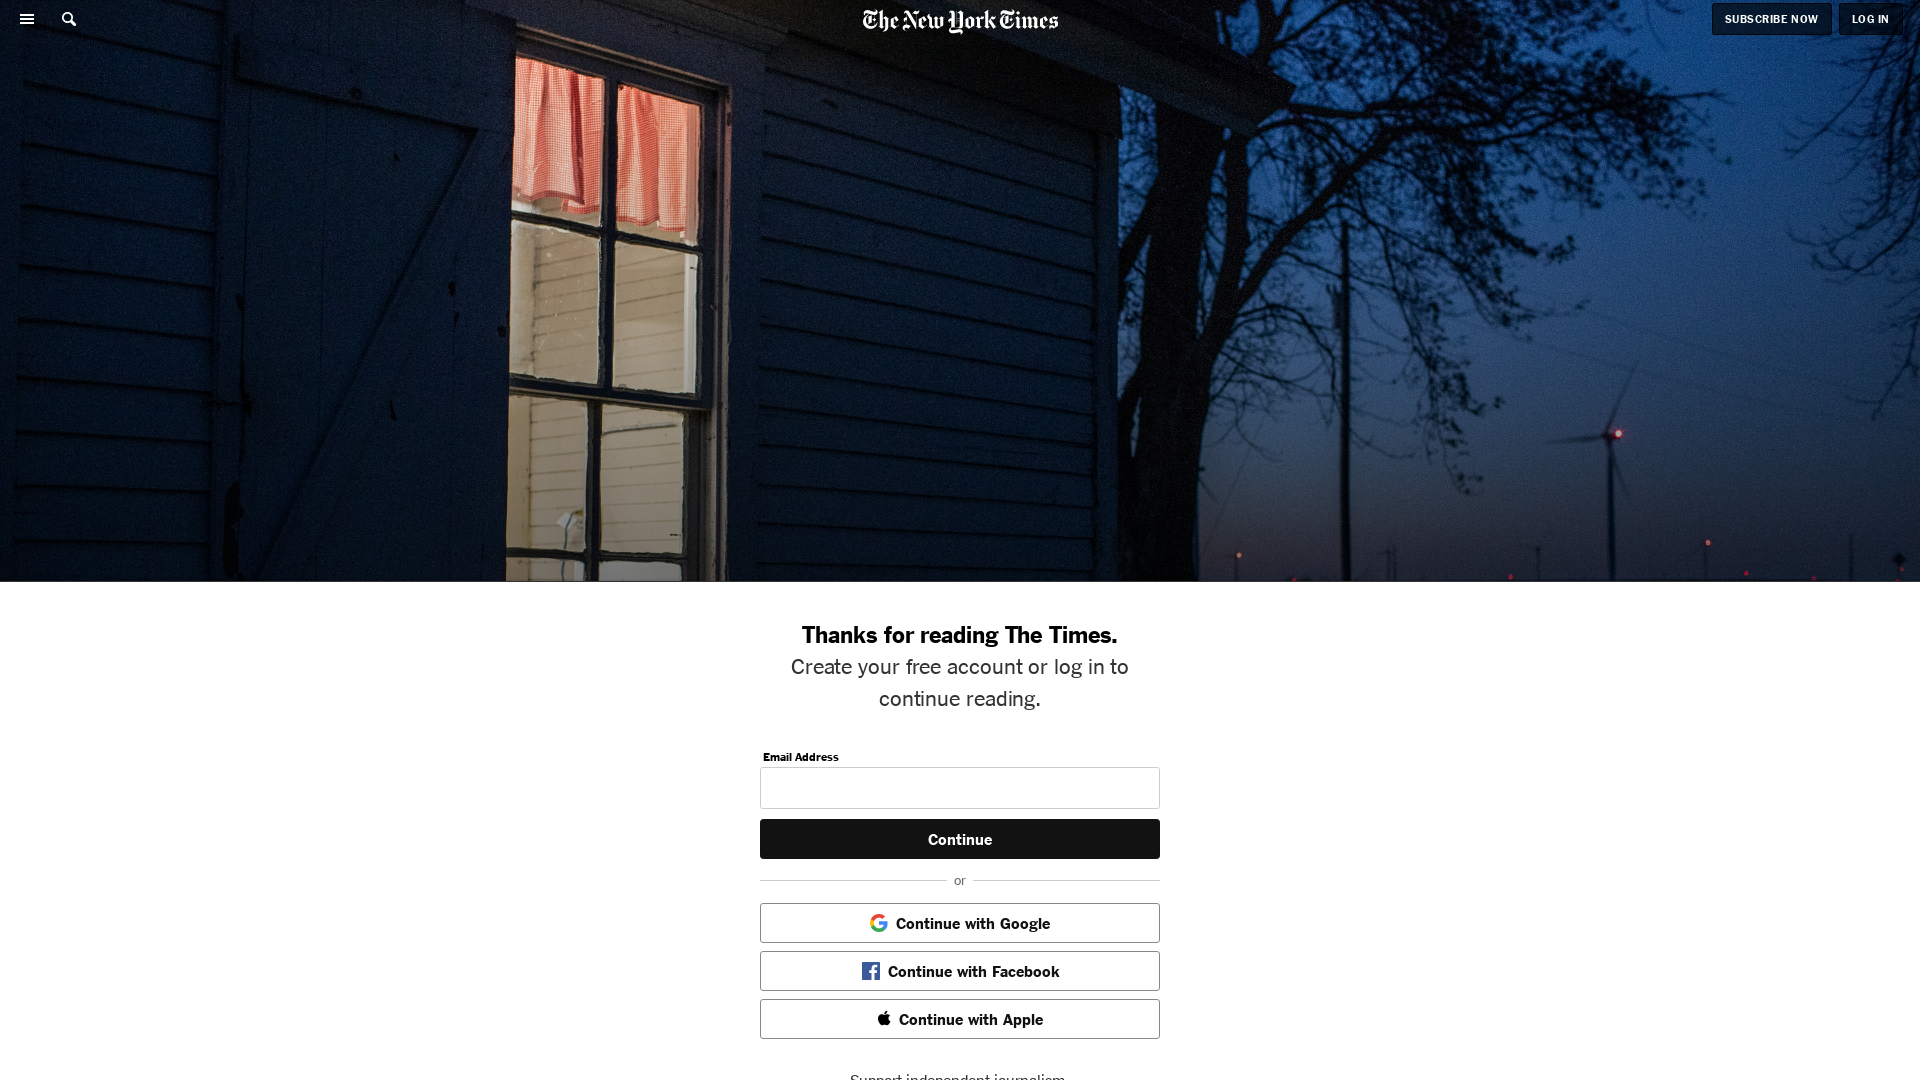 The New York Times
SUBSCRIBE NOW
LOG IN
Thanks for reading The Times.
Create your free account or log in to
continue reading.
Email Address
Continue
or
Continue with Google
Continue with Facebook
Continue with Apple
Support independent journalism.